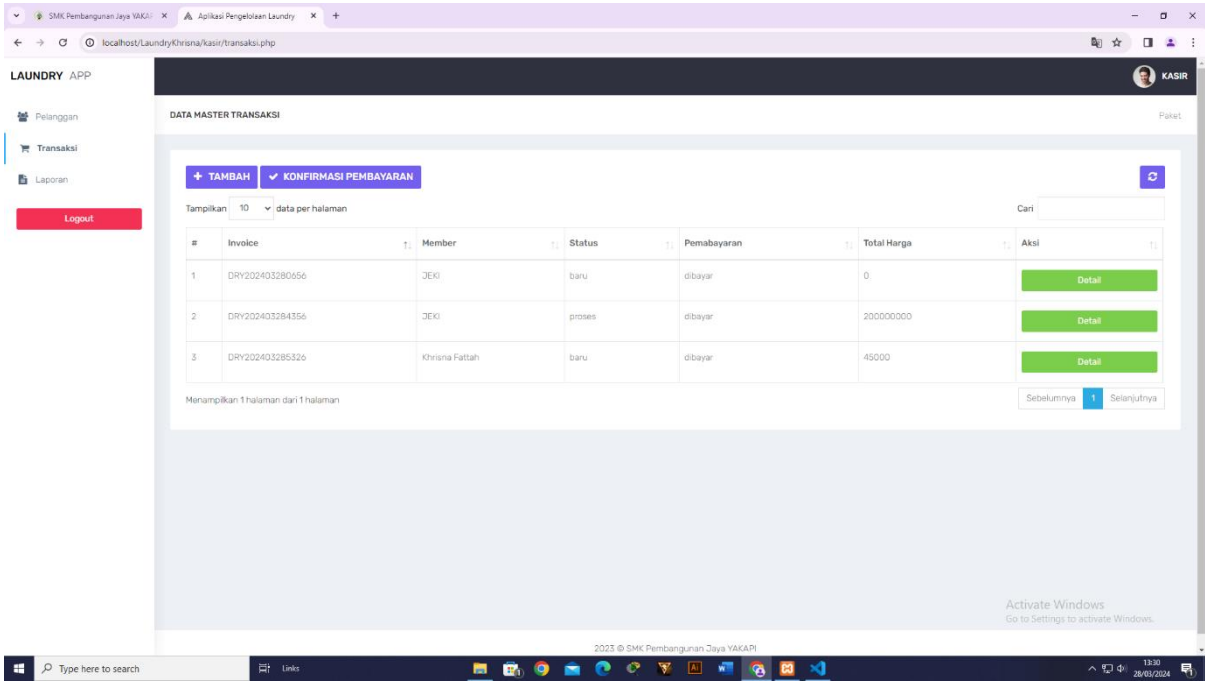 SMK Pembangunan Jaya YAKAP
Aplikasi Pengelolaan Laundry
localhost/LaundryKhrisna/kasir/transaksi.php
LAUNDRY APP
KASIR
Pelanggan
Transaksi
Laporan
Logout
DATA MASTER TRANSAKSI
Paket
+ TAMBAH
KONFIRMASI PEMBAYARAN
Tampilkan 10 data per halaman
Cari
# Invoice Member Status Pemabayaran Total Harga Aksi
1 DRY202403280656 JEKI baru dibayar 0 Detail
2 DRY202403284356 JEKI proses dibayar 200000000 Detail
3 DRY202403285326 Khrisna Fattah baru dibayar 45000 Detail
Menampilkan 1 halaman dari 1 halaman
Sebelumnya 1 Selanjutnya
Activate Windows
Go to Settings to activate Windows.
2023 © SMK Pembangunan Jaya YAKAPI
Type here to search
Links
13:30
28/03/2024